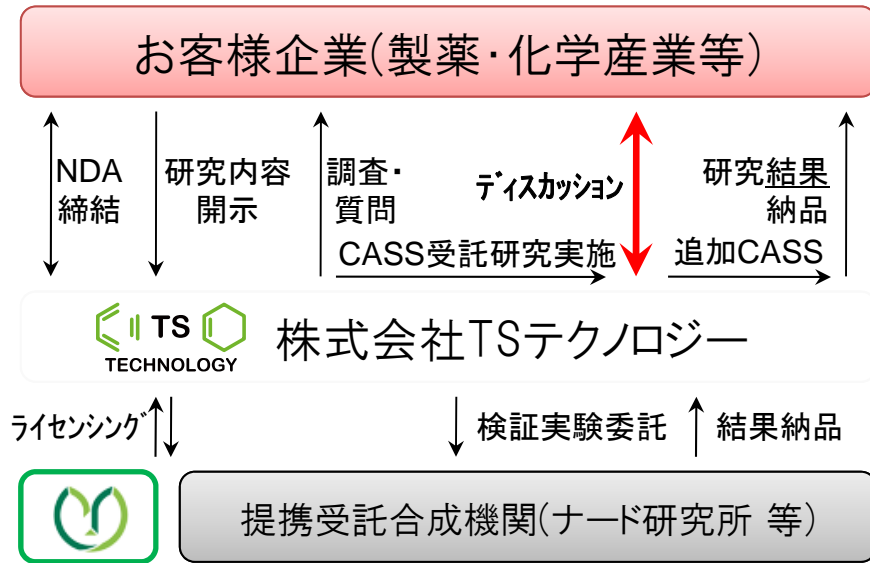 お客様企業(製薬・化学産業等)
NDA
締結
研究内容
開示
調査・
質問
ディスカッション
研究結果
納品
CASS受託研究実施
追加CASS
TS
TECHNOLOGY
株式会社TSテクノロジー
ライセンシング
検証実験委託
結果納品
提携受託合成機関(ナード研究所 等)